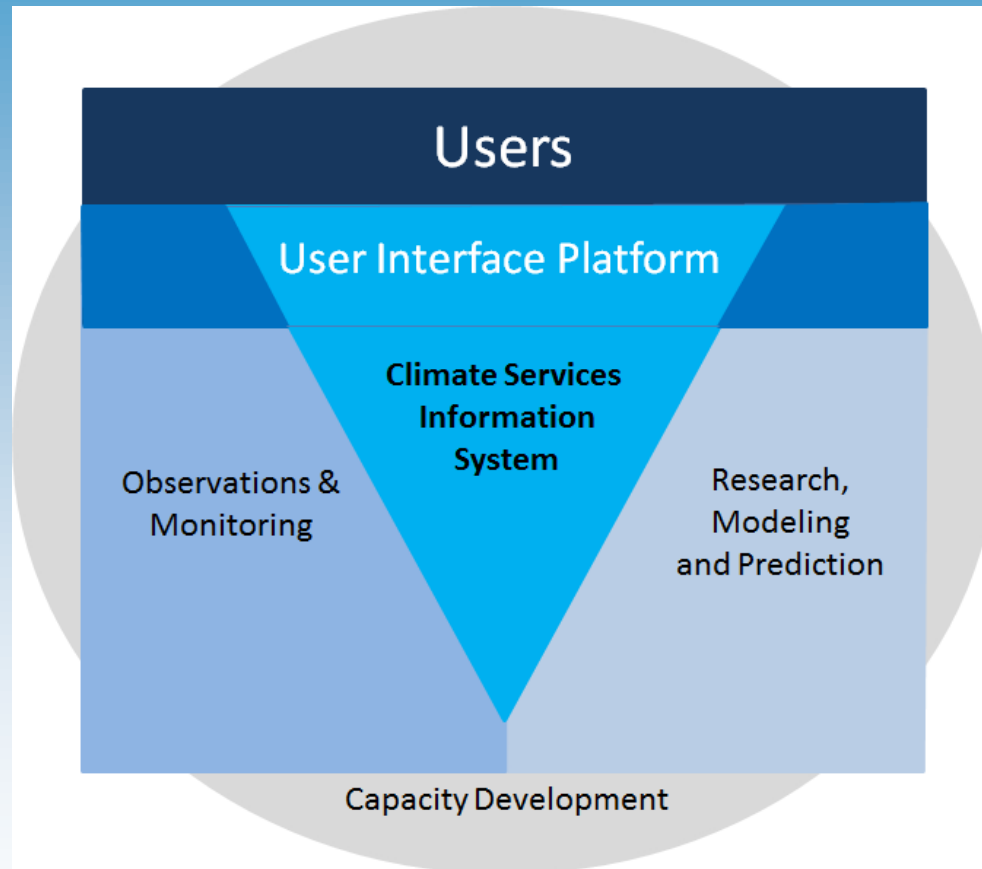 Users
User Interface Platform
Climate Services
Information
System
Observations &
Monitoring
Research,
Modeling
and Prediction
Capacity Development